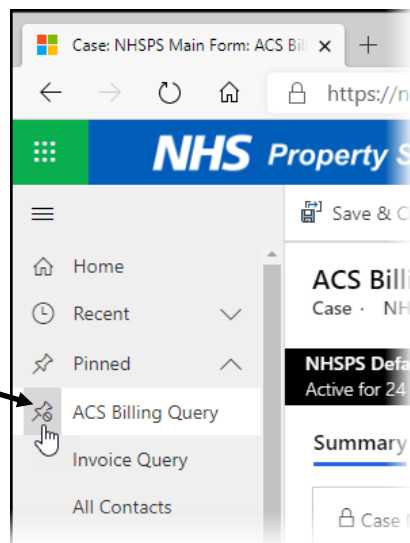 Case: NHSPS Main Form: ACS Bil
https://n
NHS Property S
Save & C
Home
Recent
Pinned
ACS Billing Query
Invoice Query
All Contacts
ACS Billi
Case · NH
NHSPS Defa
Active for 24
Summary
Case